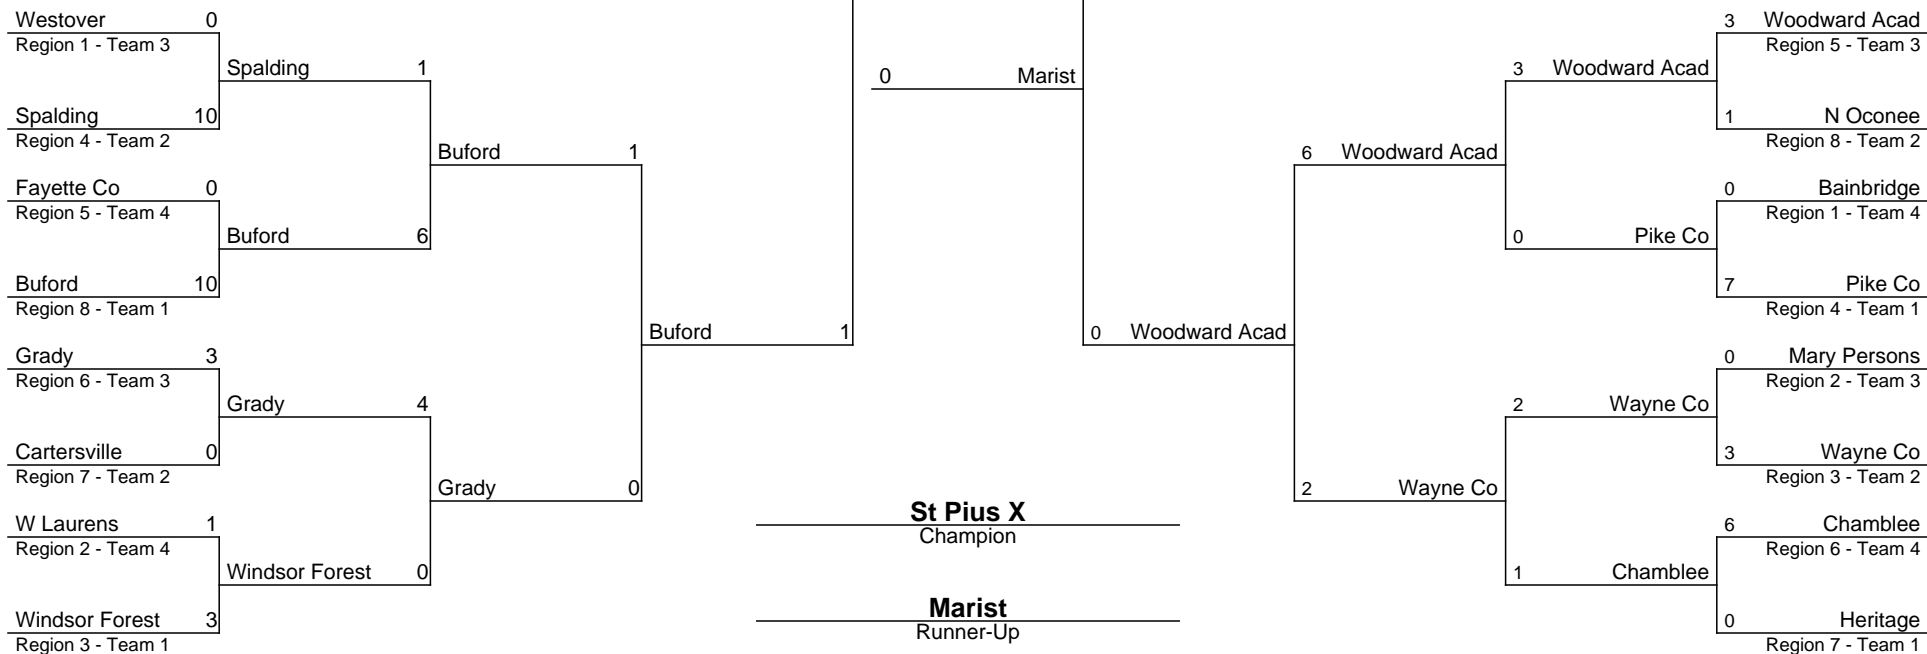 Westover 0
Region 1 - Team 3
Spalding 1
Spalding 10
Region 4 - Team 2
Buford 1
Fayette Co 0
Region 5 - Team 4
Buford 6
Buford 10
Region 8 - Team 1
Buford 1
Grady 3
Region 6 - Team 3
Grady 4
Cartersville 0
Region 7 - Team 2
Grady 0
W Laurens 1
Region 2 - Team 4
Windsor Forest 0
Windsor Forest 3
Region 3 - Team 1
0 Marist
St Pius X
Champion
Marist
Runner-Up
3 Woodward Acad
Region 5 - Team 3
3 Woodward Acad
1 N Oconee
Region 8 - Team 2
6 Woodward Acad
0 Bainbridge
Region 1 - Team 4
0 Pike Co
7 Pike Co
Region 4 - Team 1
0 Woodward Acad
0 Mary Persons
Region 2 - Team 3
2 Wayne Co
3 Wayne Co
Region 3 - Team 2
2 Wayne Co
6 Chamblee
Region 6 - Team 4
1 Chamblee
0 Heritage
Region 7 - Team 1